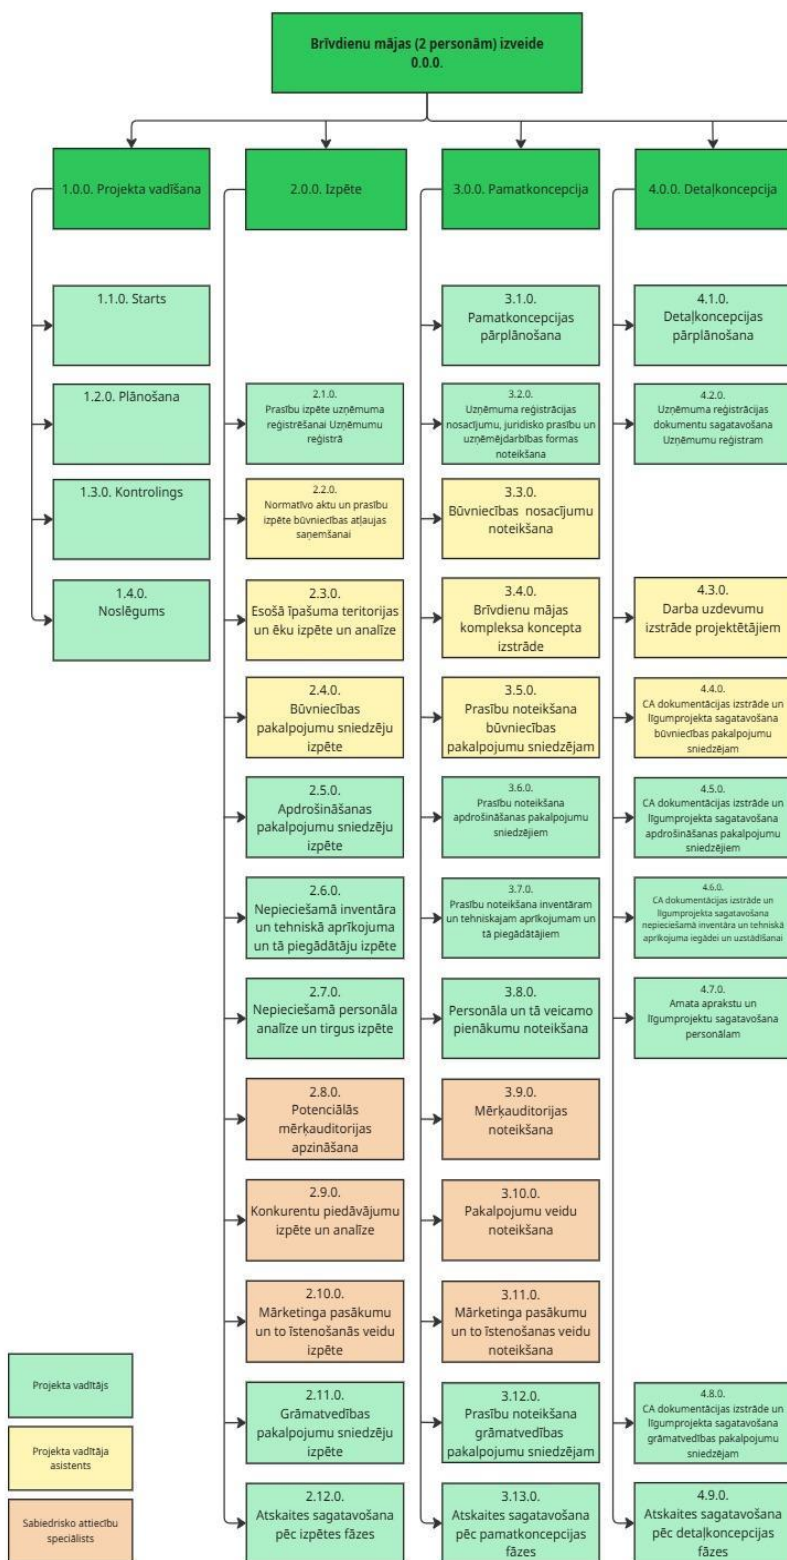 Brīvdienu mājas (2 personām) izveide
0.0.0.
1.0.0. Projekta vadīšana
2.0.0. Izpēte
3.0.0. Pamatkoncepcija
4.0.0. Detaļkoncepcija
1.1.0. Starts
3.1.0.
Pamatkoncepcijas
pārplānošana
4.1.0.
Detaļkoncepcijas
pārplānošana
1.2.0. Plānošana
2.1.0.
Prasību izpēte uzņēmuma
reģistrēšanai Uzņēmumu
reģistrā
3.2.0.
Uzņēmuma reģistrācijas
nosacījumu, juridisko prasību un
uzņēmējdarbības formas
noteikšana
4.2.0.
Uzņēmuma reģistrācijas
dokumentu sagatavošana
Uzņēmumu reģistram
1.3.0. Kontrolings
2.2.0.
Normatīvo aktu un prasību
izpēte būvniecības atļaujas
saņemšanai
3.3.0.
Būvniecības nosacījumu
noteikšana
1.4.0.
Noslēgums
2.3.0.
Esošā īpašuma teritorijas
un ēku izpēte un analīze
3.4.0.
Brīvdienu mājas
kompleksa koncepta
izstrāde
4.3.0.
Darba uzdevumu
izstrāde projektētājiem
2.4.0.
Būvniecības
pakalpojumu sniedzēju
izpēte
3.5.0.
Prasību noteikšana
būvniecības
pakalpojumu sniedzējam
4.4.0.
CA dokumentācijas izstrāde un
līgumprojekta sagatavošana
būvniecības pakalpojumu
sniedzējam
2.5.0.
Apdrošināšanas
pakalpojumu sniedzēju
izpēte
3.6.0.
Prasību noteikšana
apdrošināšanas pakalpojumu
sniedzējiem
4.5.0.
CA dokumentācijas izstrāde un
līgumprojekta sagatavošana
apdrošināšanas pakalpojumu
sniedzējiem
2.6.0.
Nepieciešamā inventāra
un tehniskā aprīkojuma
un tā piegādātāju izpēte
3.7.0.
Prasību noteikšana inventāram
un tehniskajam aprīkojumam un
tā piegādātājiem
4.6.0.
CA dokumentācijas izstrāde un
līgumprojekta sagatavošana
nepieciešamā inventāra un tehniskā
aprīkojuma iegādei un uzstādīšanai
2.7.0.
Nepieciešamā personāla
analīze un tirgus izpēte
3.8.0.
Personāla un tā veicamo
pienākumu noteikšana
4.7.0.
Amata aprakstu un
līgumprojektu sagatavošana
personālam
2.8.0.
Potenciālās
mērķauditorijas
apzināšana
3.9.0.
Mērķauditorijas
noteikšana
2.9.0.
Konkurentu piedāvājumu
izpēte un analīze
3.10.0.
Pakalpojumu veidu
noteikšana
2.10.0.
Mārketinga pasākumu
un to īstenošanās veidu
izpēte
3.11.0.
Mārketinga pasākumu
un to īstenošanas veidu
noteikšana
2.11.0.
Grāmatvedības
pakalpojumu sniedzēju
izpēte
3.12.0.
Prasību noteikšana
grāmatvedības
pakalpojumu sniedzējam
4.8.0.
CA dokumentācijas izstrāde un
līgumprojekta sagatavošana
grāmatvedības pakalpojumu
sniedzējam
2.12.0.
Atskaites sagatavošana
pēc izpētes fāzes
3.13.0.
Atskaites sagatavošana
pēc pamatkoncepcijas
fāzes
4.9.0.
Atskaites sagatavošana
pēc detaļkoncepcijas
fāzes
Projekta vadītājs
Projekta vadītāja
asistents
Sabiedrisko attiecību
speciālists